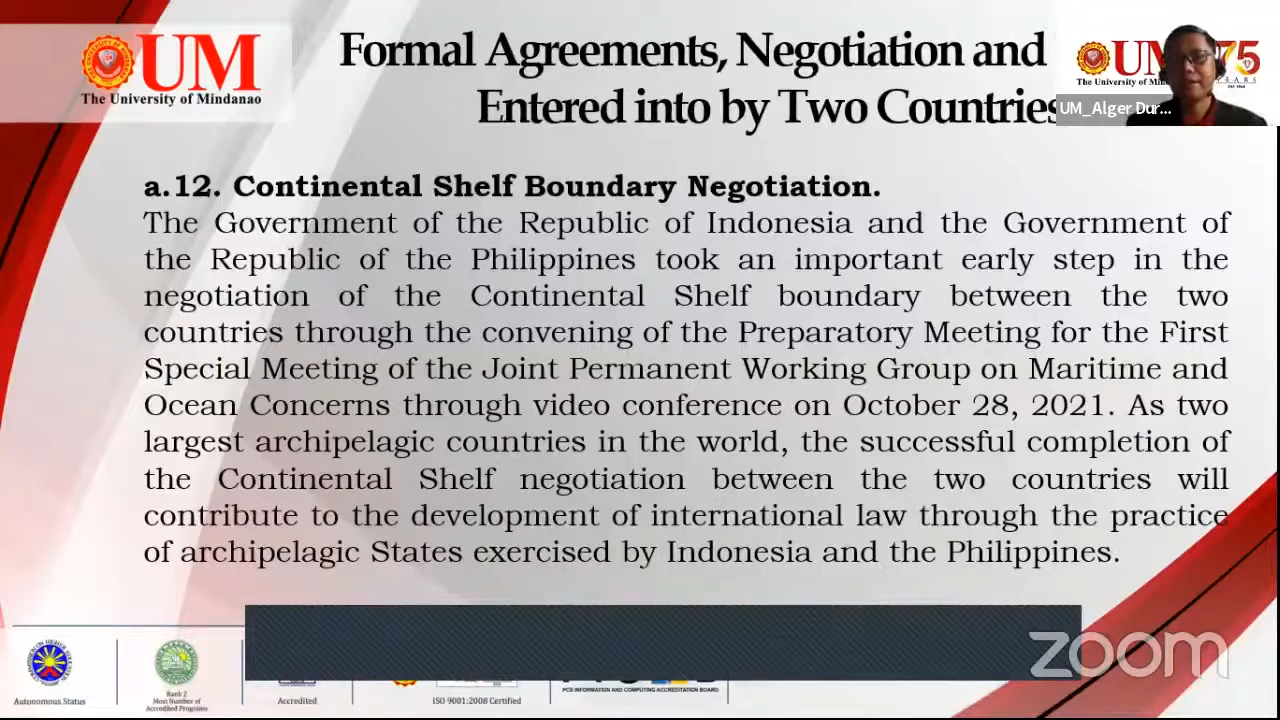 UM
The University of Mindanao
Formal Agreements, Negotiation and
Entered into by Two Countries
UM 75
The University of
YEARS
UM_Alger Dur...
a.12. Continental Shelf Boundary Negotiation.
The Government of the Republic of Indonesia and the Government of
the Republic of the Philippines took an important early step in the
negotiation of the Continental Shelf boundary between the two
countries through the convening of the Preparatory Meeting for the First
Special Meeting of the Joint Permanent Working Group on Maritime and
Ocean Concerns through video conference on October 28, 2021. As two
largest archipelagic countries in the world, the successful completion of
the Continental Shelf negotiation between the two countries will
contribute to the development of international law through the practice
of archipelagic States exercised by Indonesia and the Philippines.
zoom
Autonomous Status
Rank 2
Most Number of
Accredited Programs
Accredited
ISO 9001:2008 Certified
PCS INFORMATION AND COMPUTING ACCREDITATION BOARD